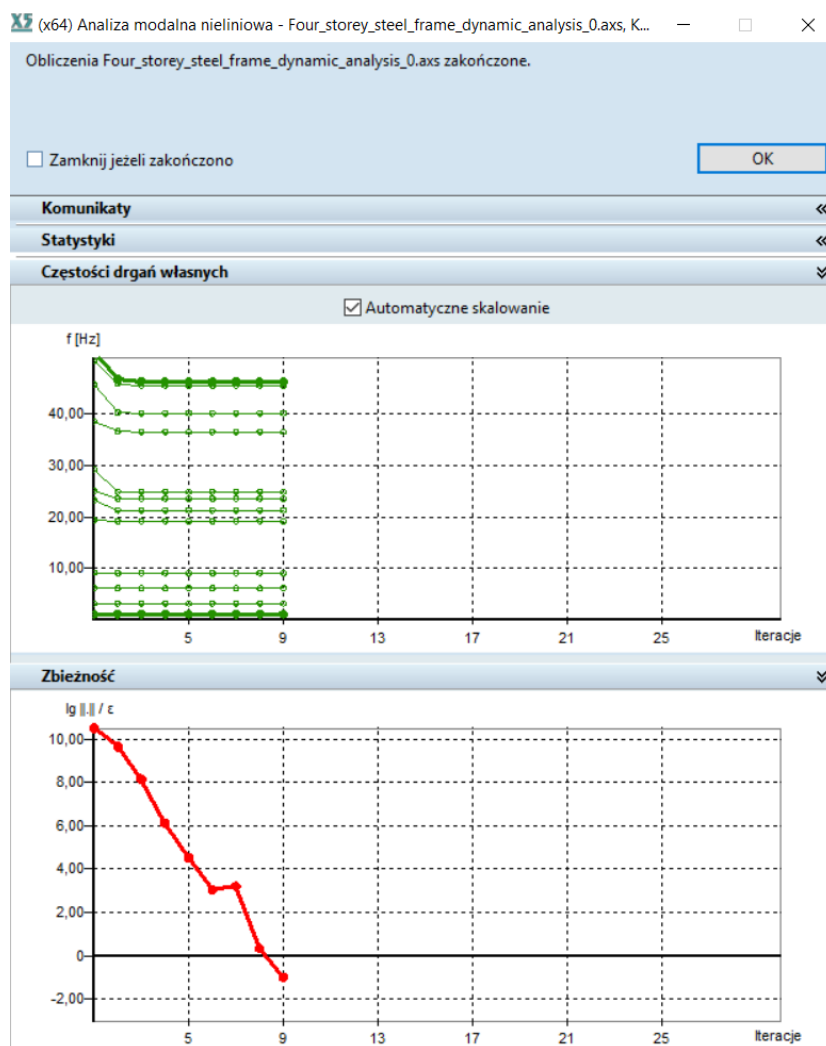 X5 (x64) Analiza modalna nieliniowa - Four_storey_steel_frame_dynamic_analysis_0.axs, K...
Obliczenia Four_storey_steel_frame_dynamic_analysis_0.axs zakończone.
Zamknij jeżeli zakończono
OK
Komunikaty
Statystyki
Częstości drgań własnych
Automatyczne skalowanie
f [Hz]
40,00
30,00
20,00
10,00
5 9 13 17 21 25 Iteracje
Zbieżność
lg ||.|| / ε
10,00
8,00
6,00
4,00
2,00
0
-2,00
5 9 13 17 21 25 Iteracje